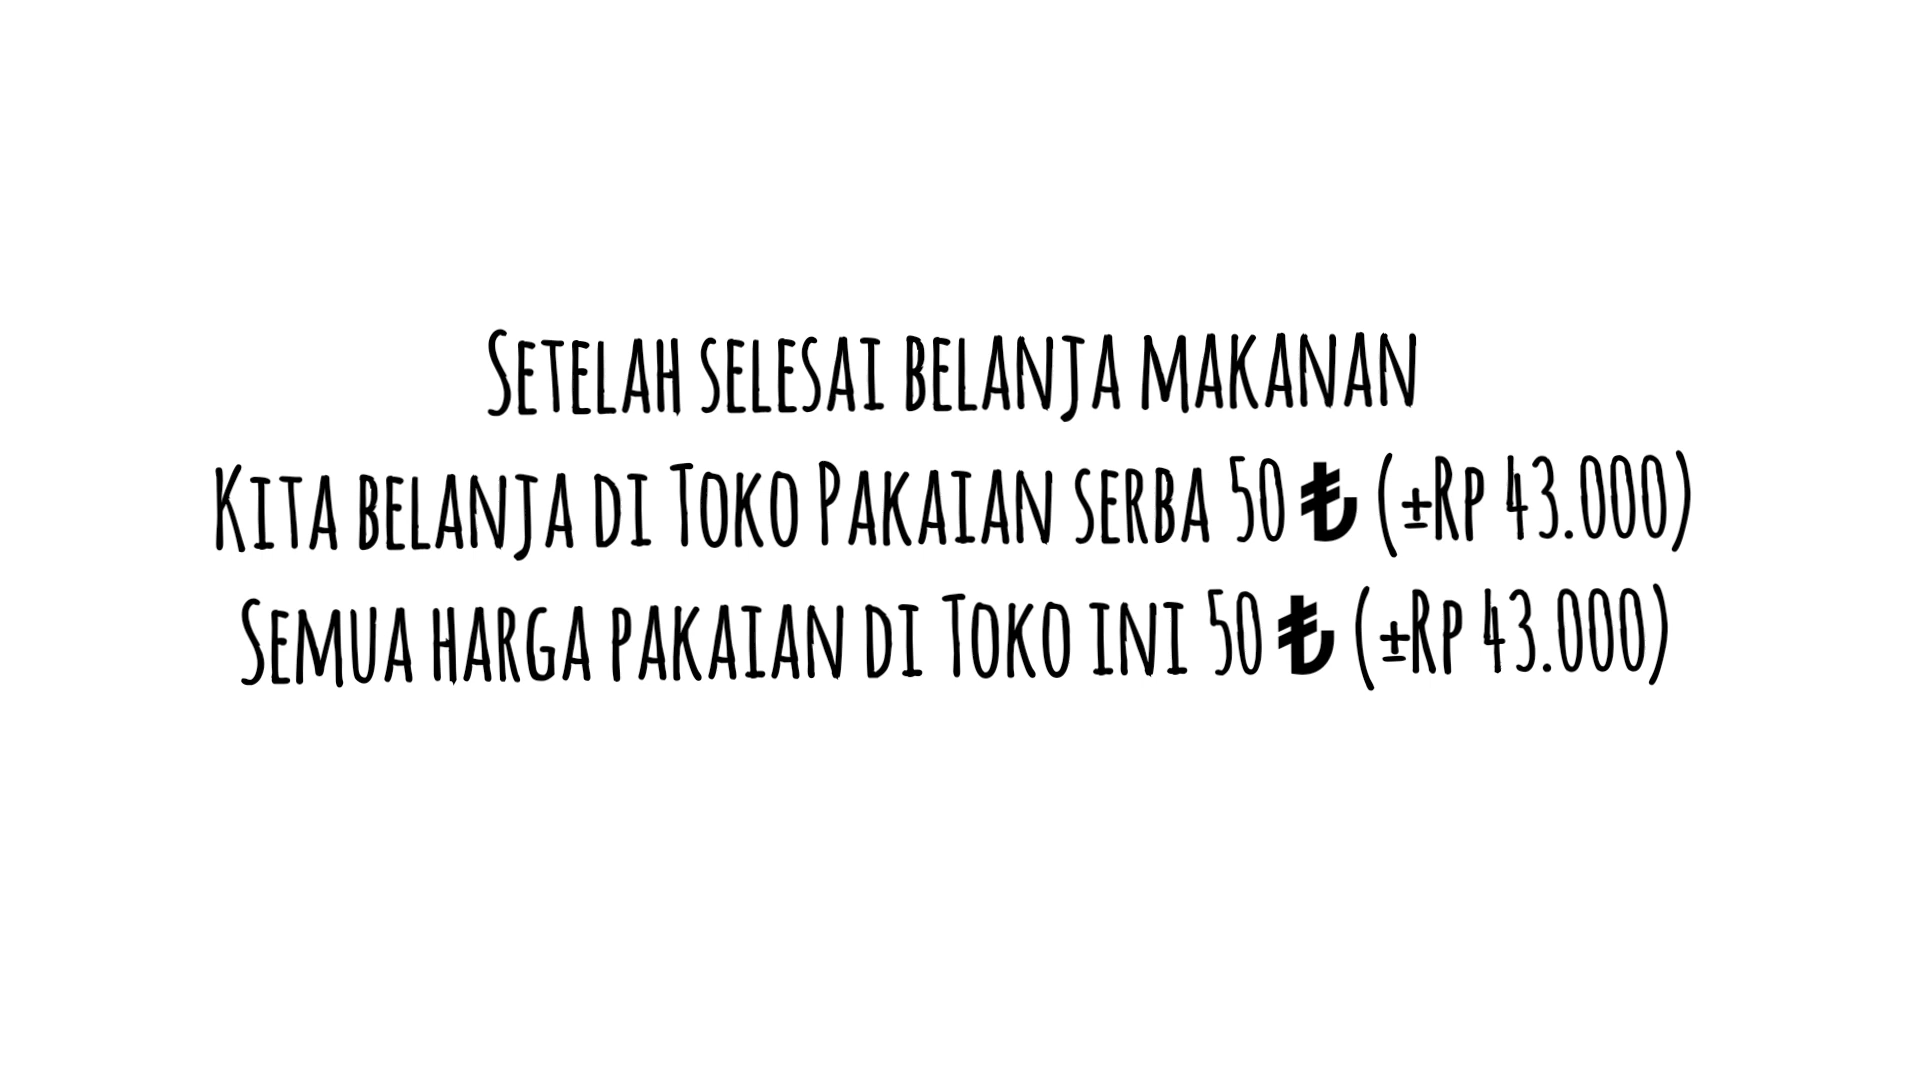 Setelah selesai belanja makanan
Kita belanja di Toko Pakaian serba 50 ₺ (±Rp 43.000)
Semua harga pakaian di Toko ini 50 ₺ (±Rp 43.000)